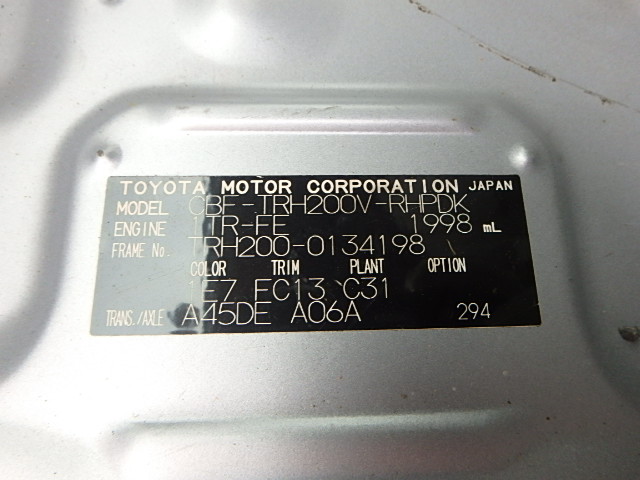 TOYOTA MOTOR CORPORATION JAPAN
MODEL CBF-TRH200V-RHPDK
ENGINE 1TR-FE 1998 mL
FRAME No. TRH200-0134198
COLOR TRIM PLANT OPTION
1E7 FC13 C31
TRANS./AXLE A45DE A06A 294